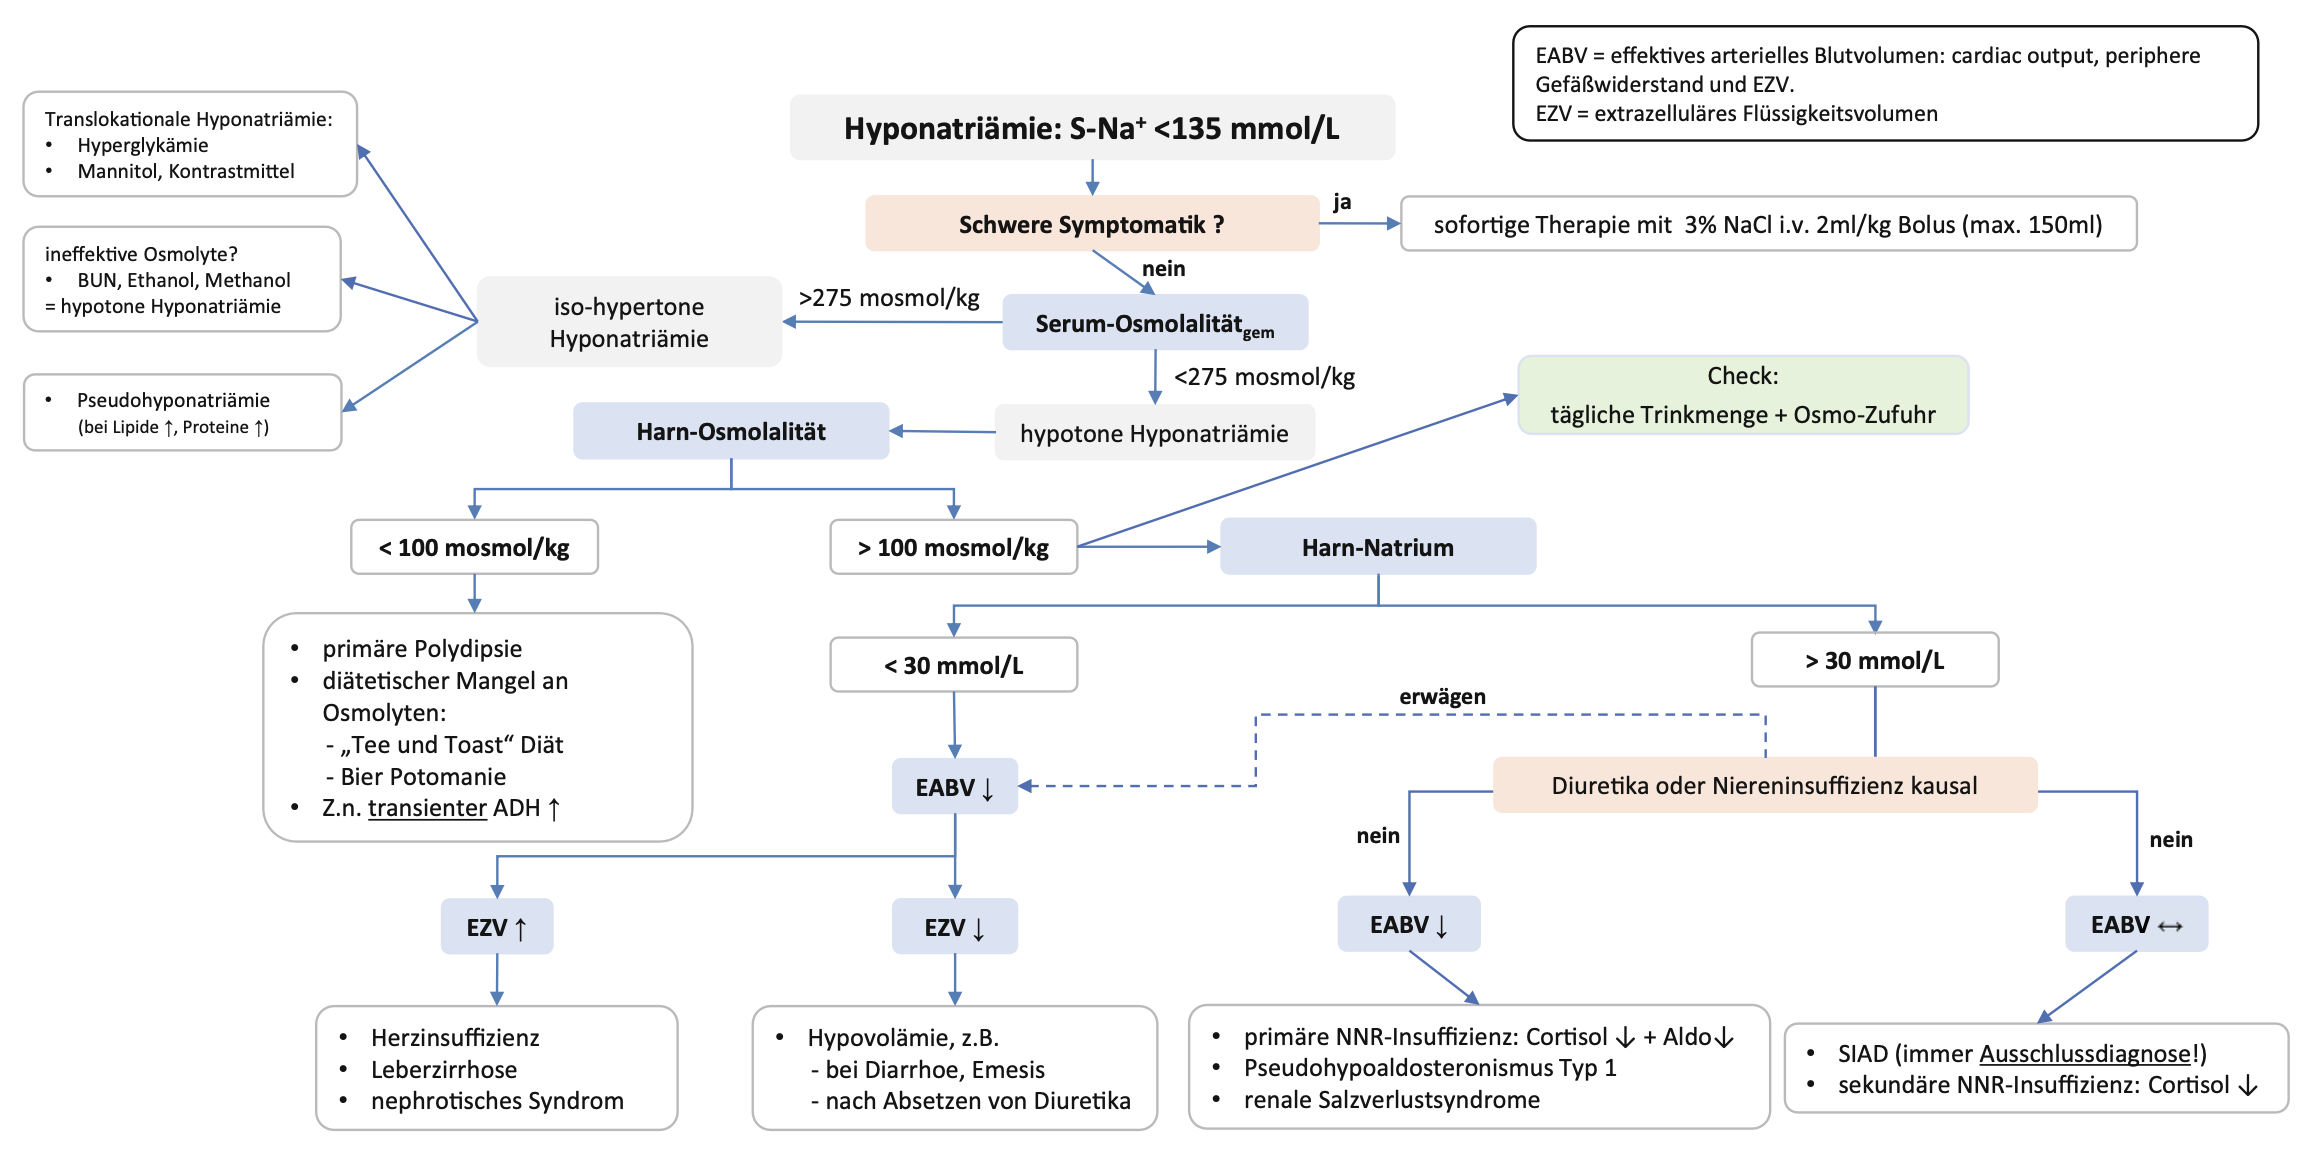 EABV = effektives arterielles Blutvolumen: cardiac output, periphere
Gefäßwiderstand und EZV.
EZV = extrazelluläres Flüssigkeitsvolumen
Hyponatriämie: S-Na⁺ <135 mmol/L
Translokationale Hyponatriämie:
• Hyperglykämie
• Mannitol, Kontrastmittel
Schwere Symptomatik ?
ja
sofortige Therapie mit 3% NaCl i.v. 2ml/kg Bolus (max. 150ml)
nein
ineffektive Osmolyte?
• BUN, Ethanol, Methanol
= hypotone Hyponatriämie
iso-hypertone
Hyponatriämie
>275 mosmol/kg
Serum-Osmolalität gem
<275 mosmol/kg
• Pseudohyponatriämie
(bei Lipide ↑, Proteine ↑)
Harn-Osmolalität
hypotone Hyponatriämie
Check:
tägliche Trinkmenge + Osmo-Zufuhr
< 100 mosmol/kg
> 100 mosmol/kg
Harn-Natrium
• primäre Polydipsie
• diätetischer Mangel an
Osmolyten:
- „Tee und Toast“ Diät
- Bier Potomanie
• Z.n. transienter ADH ↑
< 30 mmol/L
> 30 mmol/L
erwägen
EABV ↓
Diuretika oder Niereninsuffizienz kausal
nein
nein
EZV ↑
EZV ↓
EABV ↓
EABV ↔
• Herzinsuffizienz
• Leberzirrhose
• nephrotisches Syndrom
• Hypovolämie, z.B.
- bei Diarrhoe, Emesis
- nach Absetzen von Diuretika
• primäre NNR-Insuffizienz: Cortisol ↓ + Aldo↓
• Pseudohypoaldosteronismus Typ 1
• renale Salzverlustsyndrome
• SIAD (immer Ausschlussdiagnose!)
• sekundäre NNR-Insuffizienz: Cortisol ↓